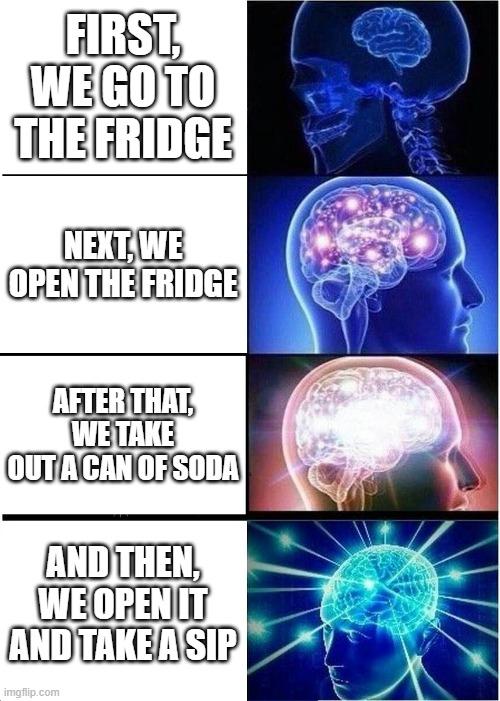 FIRST,
WE GO TO
THE FRIDGE
NEXT, WE
OPEN THE FRIDGE
AFTER THAT,
WE TAKE
OUT A CAN OF SODA
AND THEN,
WE OPEN IT
AND TAKE A SIP
imgflip.com